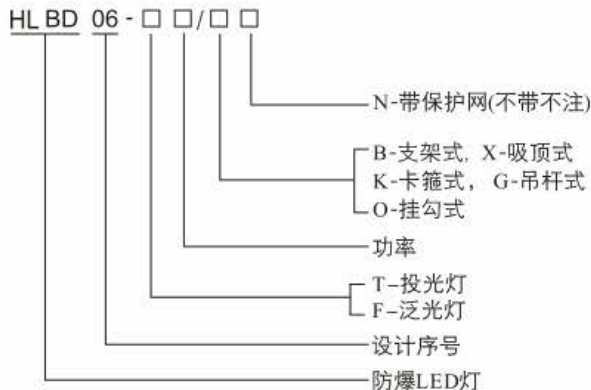 HLBD 06-□□/□□
N-带保护网(不带不注)
B-支架式, X-吸顶式
K-卡箍式, G-吊杆式
O-挂勾式
功率
T-投光灯
F-泛光灯
设计序号
防爆LED灯